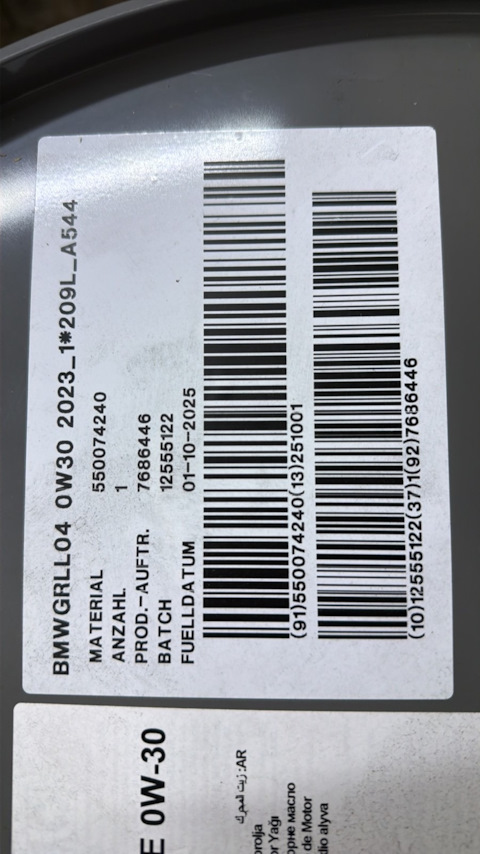 BMWGRLL04 0W30 2023_1*209L_A544
MATERIAL 550074240
ANZAHL 1
PROD.-AUFTR. 7686446
BATCH 12555122
FUELLDATUM 01-10-2025
(91)550074240(13)251001
(10)12555122(37)1(92)7686446
E 0W-30
AR: زيت المحرك
orolja
or Yağı
орне масло
de Motor
dio alyva